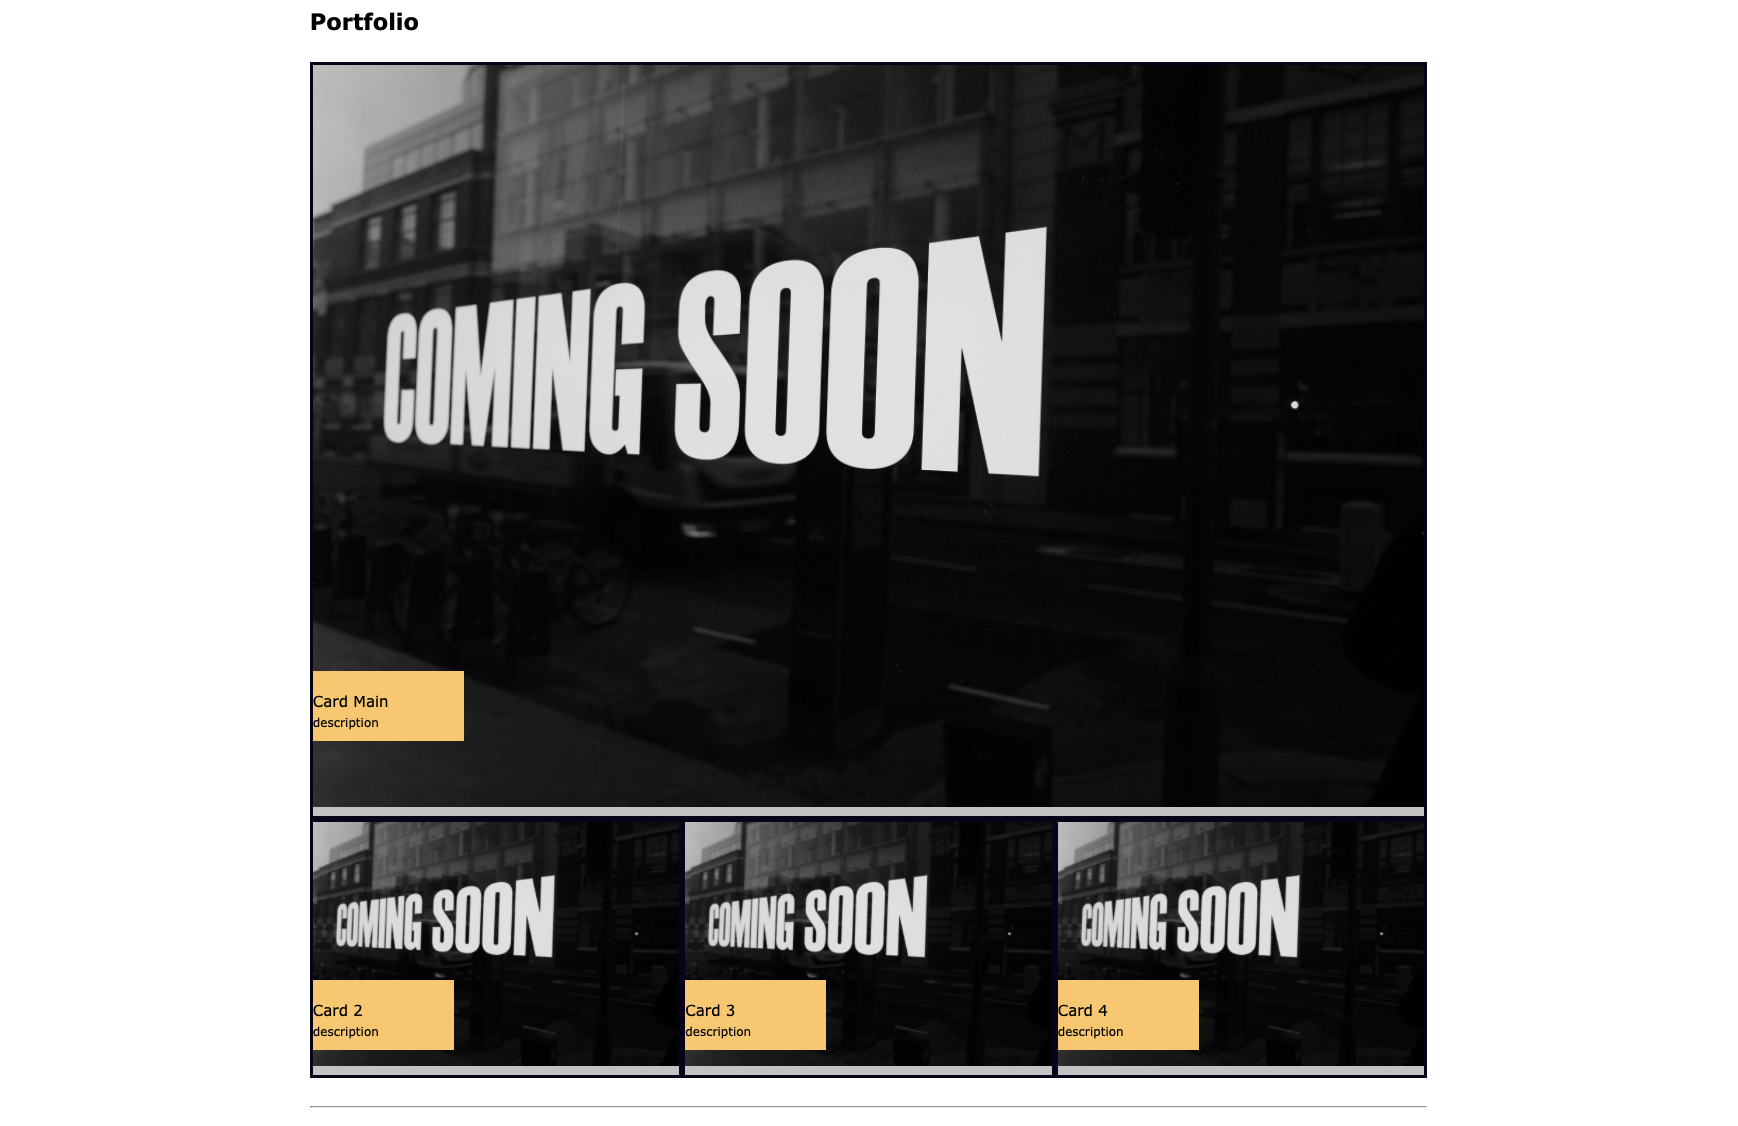 Portfolio
COMING SOON
Card Main
description
COMING SOON
COMING SOON
COMING SOON
Card 2
description
Card 3
description
Card 4
description